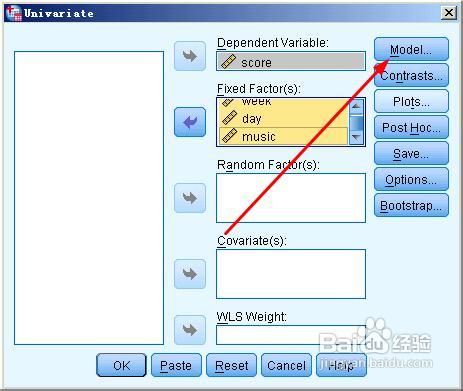 Univariate
Dependent Variable:
score
Fixed Factor(s):
week
day
music
Random Factor(s):
Covariate(s):
WLS Weight:
Model...
Contrasts...
Plots...
Post Hoc...
Save...
Options...
Bootstrap...
OK Paste Reset Cancel Help
Baidu 经验
jingyan.baidu.com